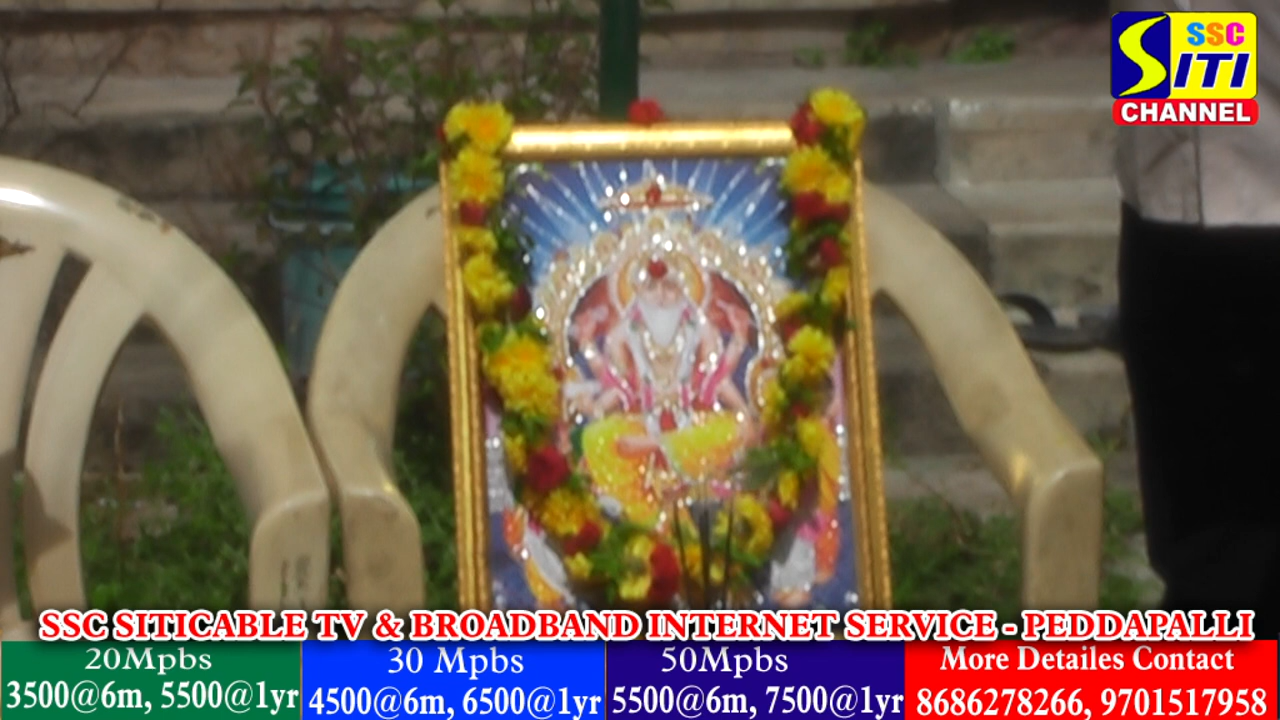 SSC
SITI
CHANNEL
SSC SITICABLE TV & BROADBAND INTERNET SERVICE - PEDDAPALLI
20Mpbs
3500@6m, 5500@1yr
30 Mpbs
4500@6m, 6500@1yr
50Mpbs
5500@6m, 7500@1yr
More Detailes Contact
8686278266, 9701517958